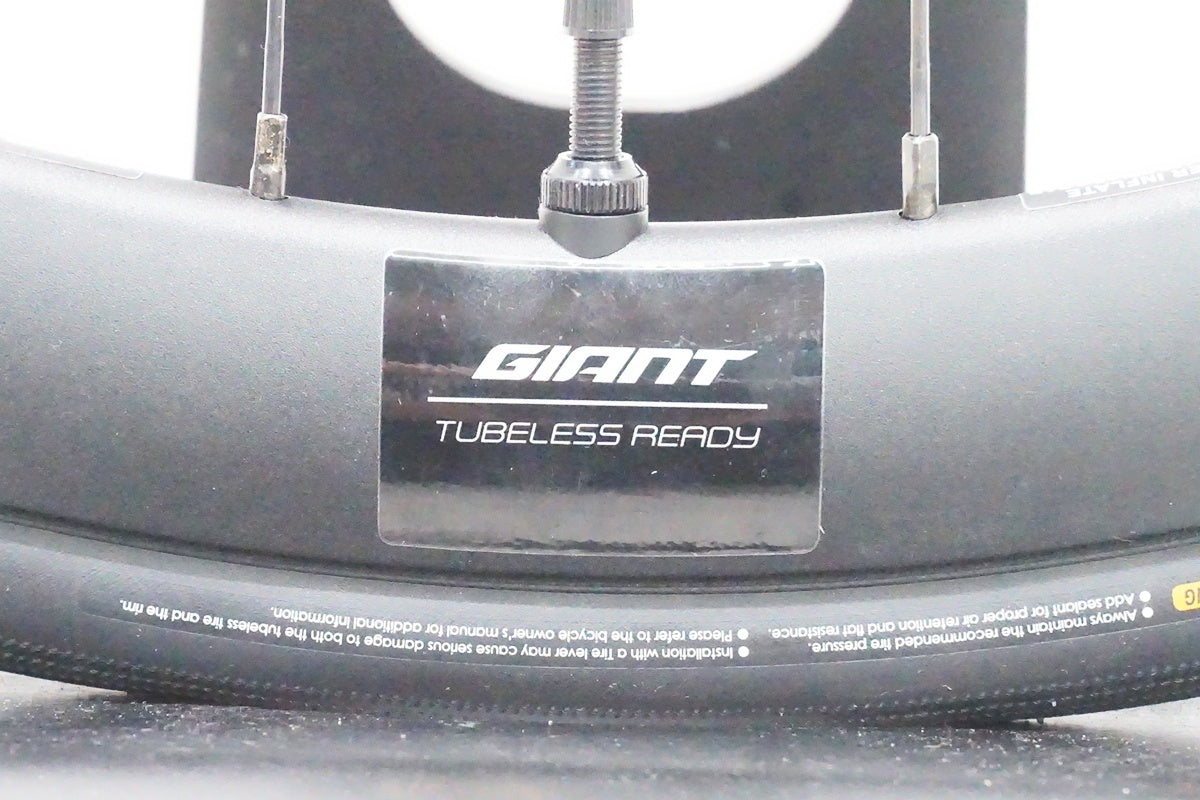 GIANT
TUBELESS READY
INFLATE
● Installation with a Tire lever may cause serious damage to both the tubeless tire and the rim.
● Please refer to the bicycle owner's manual for additional information.
● Always maintain the recommended tire pressure.
● Add sealant for proper air retention and flat resistance.